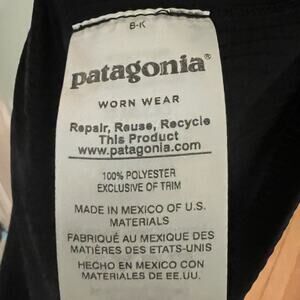 B-K
patagonia®
WORN WEAR
Repair, Reuse, Recycle
This Product
www.patagonia.com
100% POLYESTER
EXCLUSIVE OF TRIM
MADE IN MEXICO OF U.S.
MATERIALS
FABRIQUÉ AU MEXIQUE DES
MATIÈRES DES ÉTATS-UNIS
HECHO EN MEXICO CON
MATERIALES DE EE.UU.